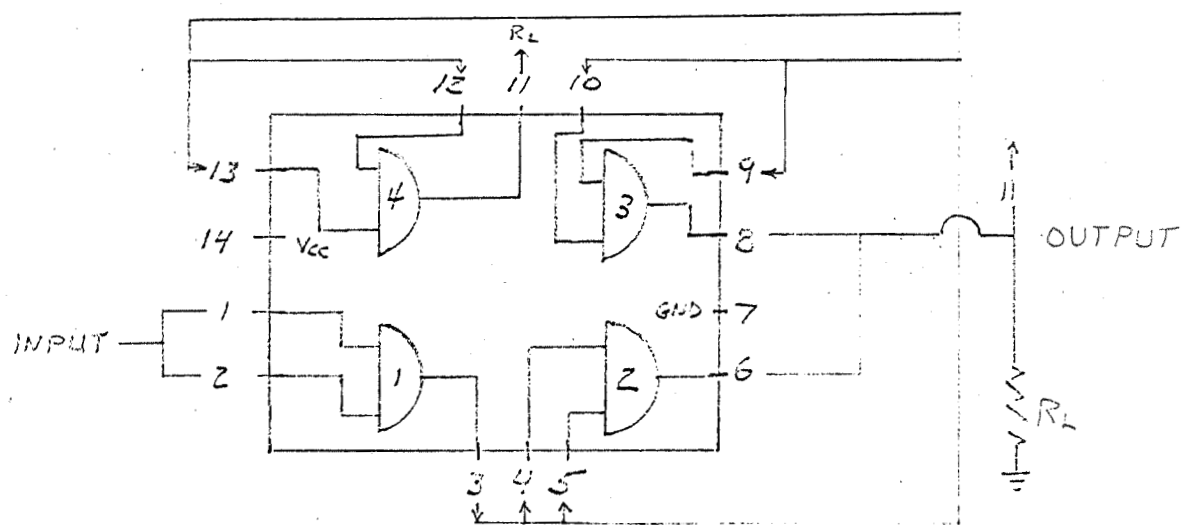 RL
12 11 10
13 4 3 9 11
14 VCC 8 OUTPUT
1 GND 7
INPUT
2 1 2 6
RL
3 4 5